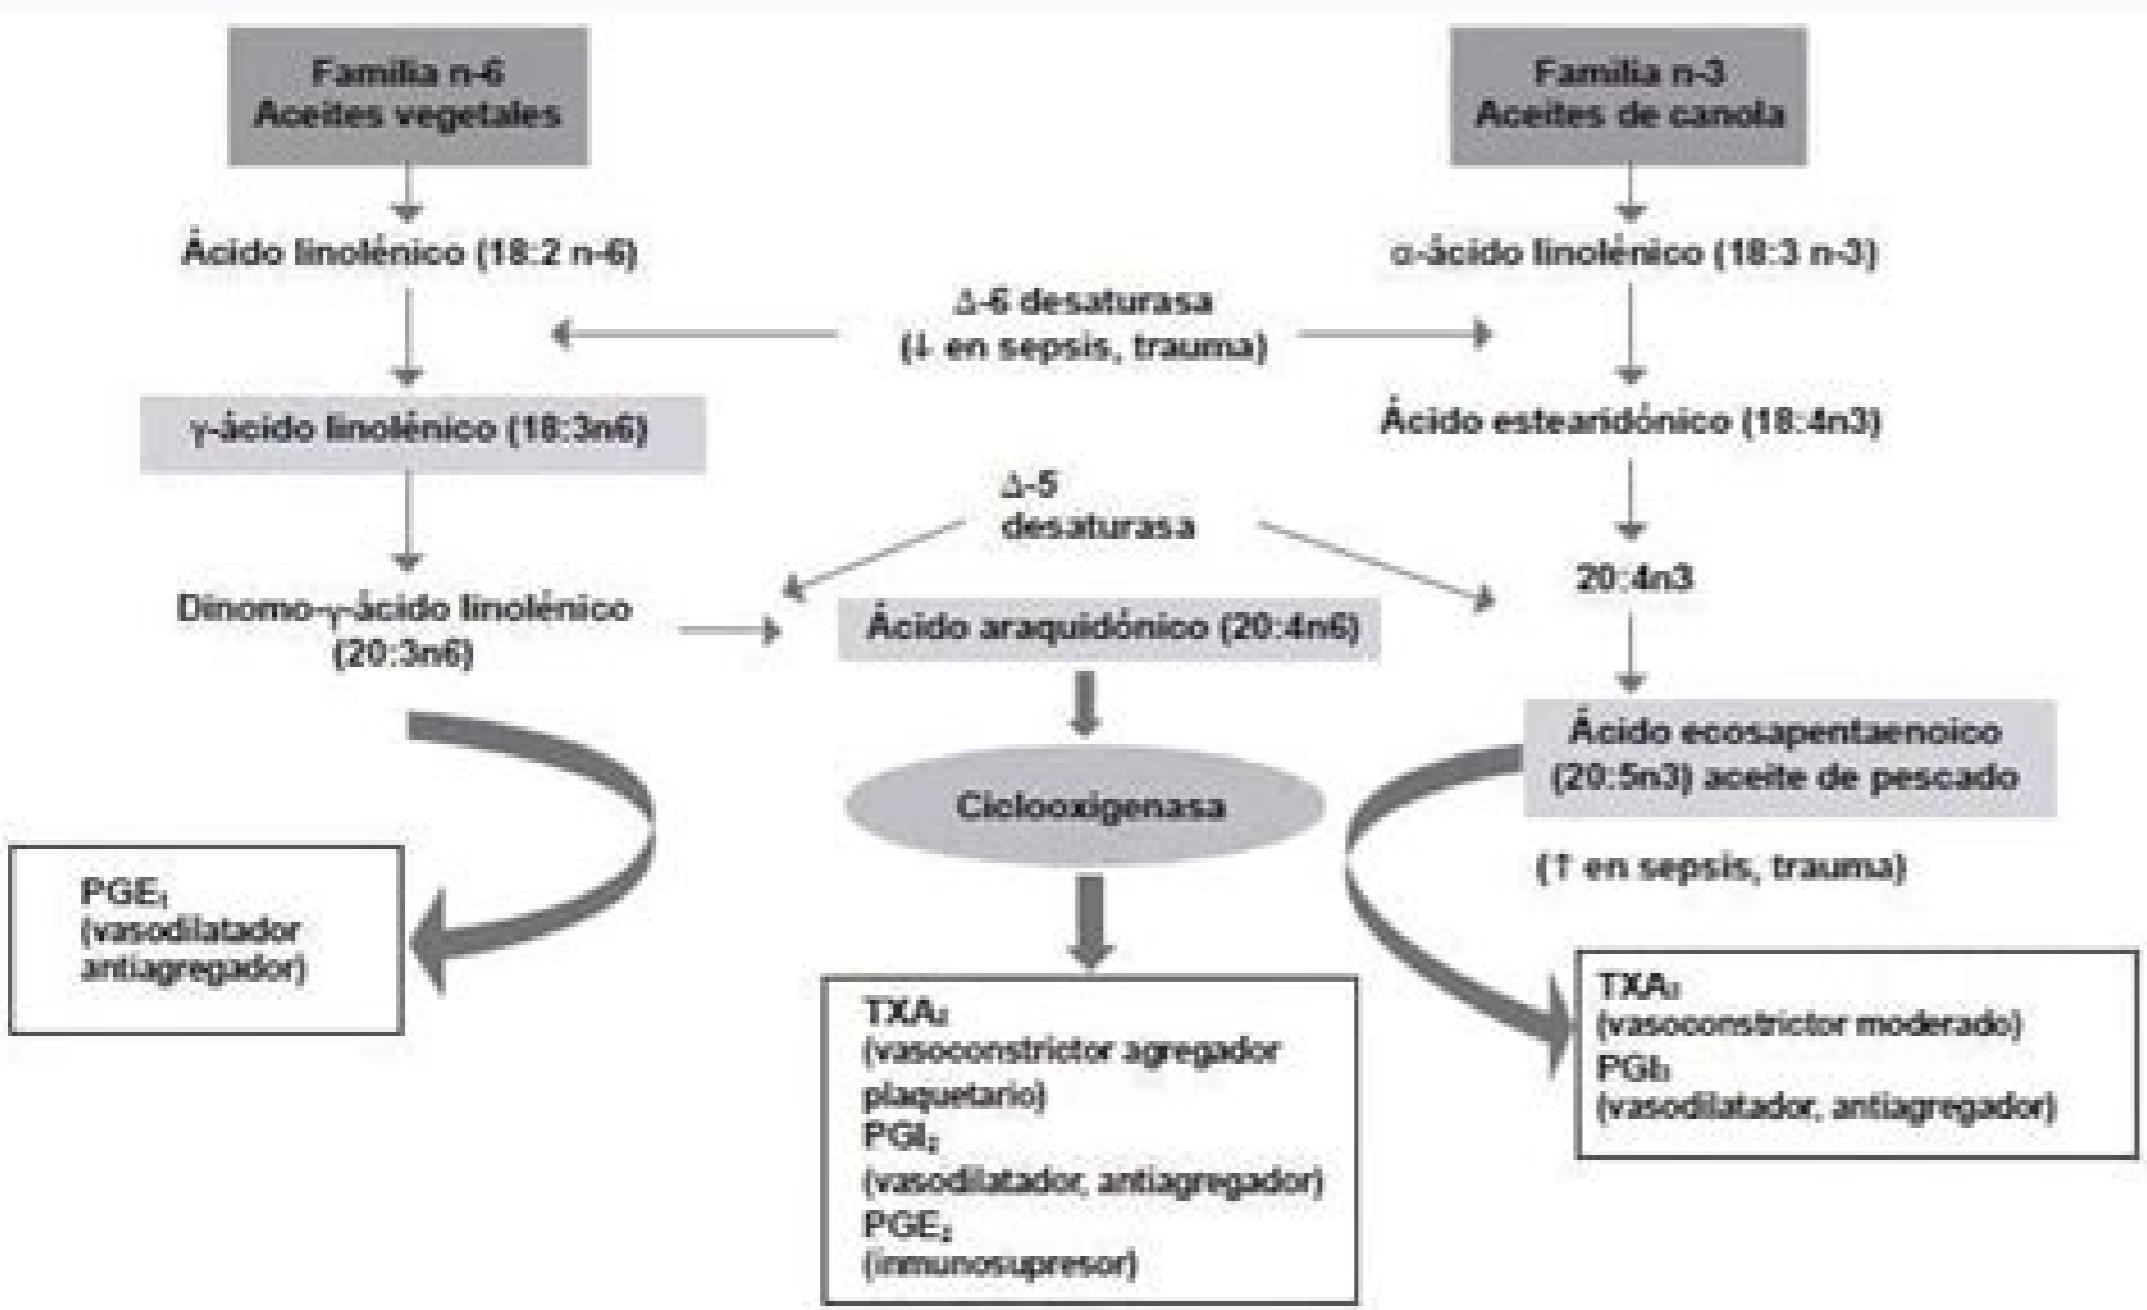 Familia n-6
Aceites vegetales
Familia n-3
Aceites de canola
Ácido linolénico (18:2 n-6)
α-ácido linolénico (18:3 n-3)
Δ-6 desaturasa
(↓ en sepsis, trauma)
γ-ácido linolénico (18:3n6)
Ácido estearidónico (18:4n3)
Δ-5
desaturasa
20:4n3
Dinomo-γ-ácido linolénico
(20:3n6)
Ácido araquidónico (20:4n6)
Ácido ecosapentaenoico
(20:5n3) aceite de pescado
Ciclooxigenasa
(↑ en sepsis, trauma)
PGE₁
(vasodilatador
antiagregador)
TXA₂
(vasoconstrictor agregador
plaquetario)
PGI₂
(vasodilatador, antiagregador)
PGE₂
(inmunosupresor)
TXA₃
(vasoconstrictor moderado)
PGI₃
(vasodilatador, antiagregador)